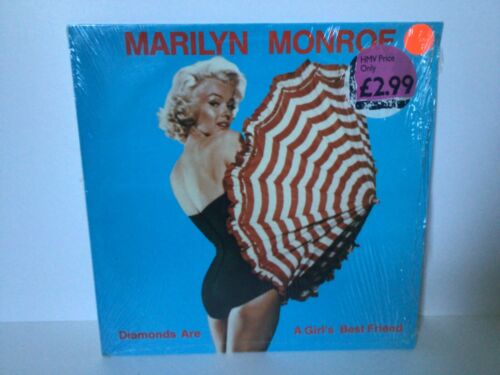 MARILYN MONROE
HMV Price
Only
£2.99
Diamonds Are A Girl's Best Friend